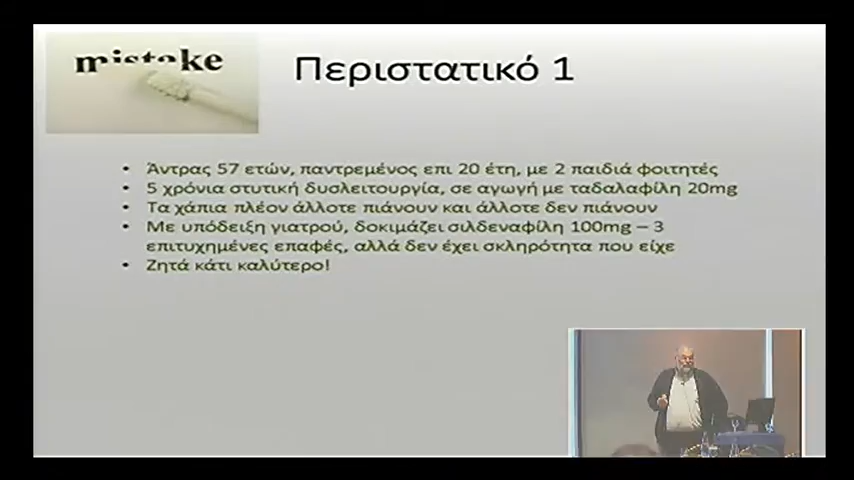 mistake
Περιστατικό 1
• Άντρας 57 ετών, παντρεμένος επι 20 έτη, με 2 παιδιά φοιτητές
• 5 χρόνια στυτική δυσλειτουργία, σε αγωγή με ταδαλαφίλη 20mg
• Τα χάπια πλέον άλλοτε πιάνουν και άλλοτε δεν πιάνουν
• Με υπόδειξη γιατρού, δοκιμάζει σιλδεναφίλη 100mg – 3
επιτυχημένες επαφές, αλλά δεν έχει σκληρότητα που είχε
• Ζητά κάτι καλύτερο!